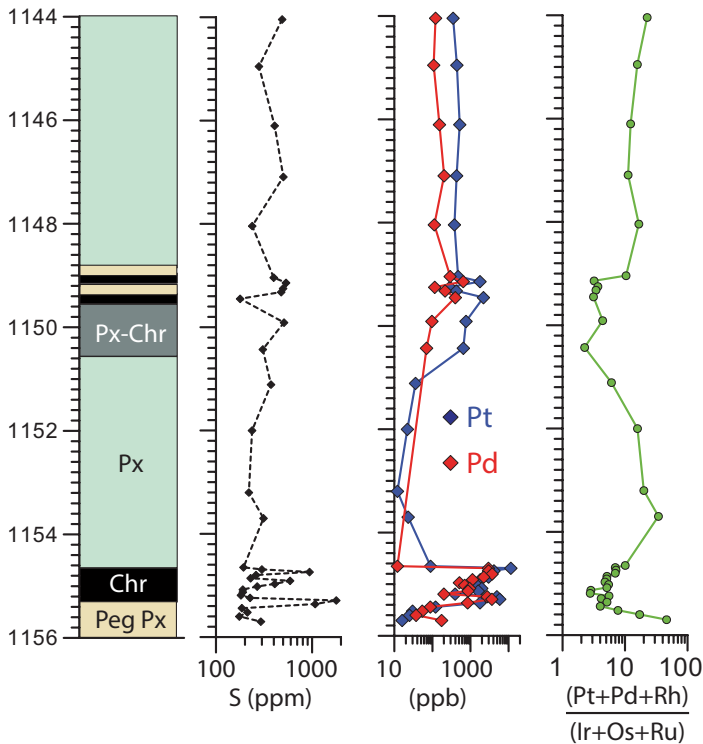 1144
1146
1148
1150
1152
1154
1156
Px-Chr
Px
Chr
Peg Px
100
1000
S (ppm)
Pt
Pd
10
100
1000
(ppb)
1
10
100
(Pt+Pd+Rh)
(Ir+Os+Ru)